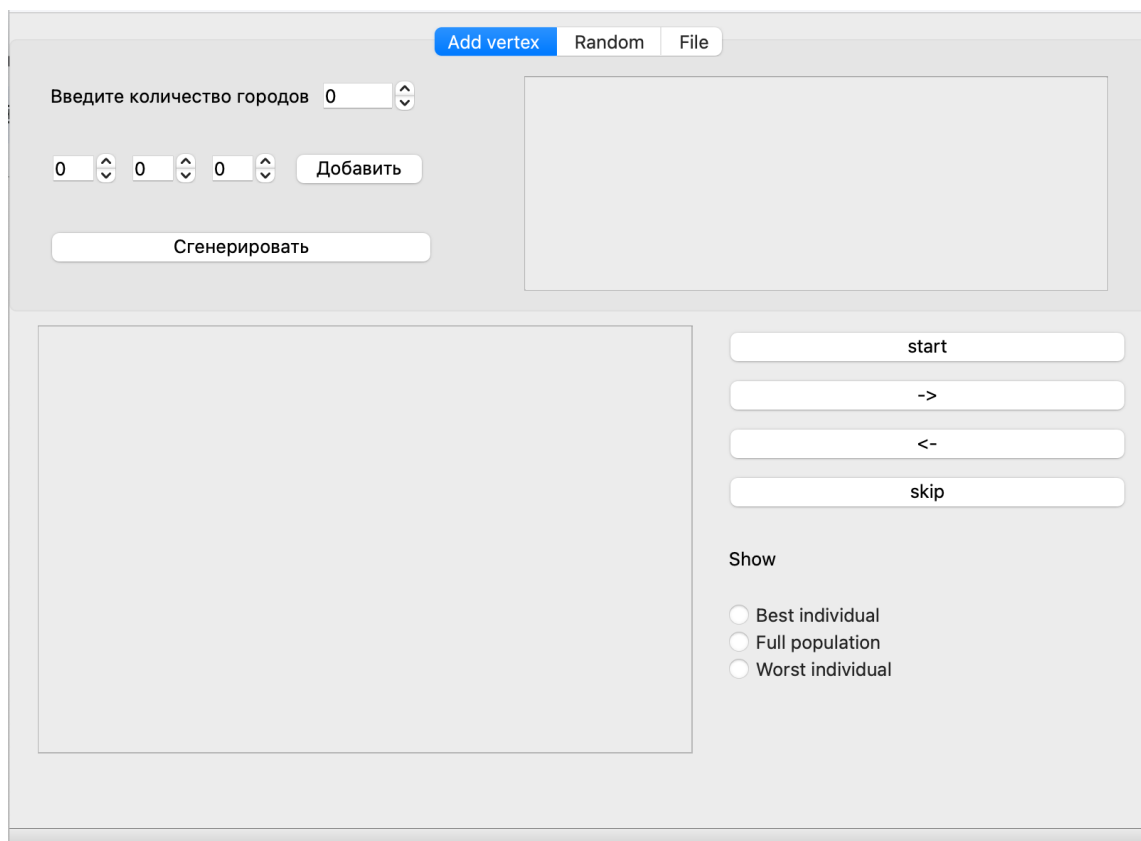 Add vertex Random File
Введите количество городов 0
0 0 0 Добавить
Сгенерировать
start
->
<-
skip
Show
Best individual
Full population
Worst individual